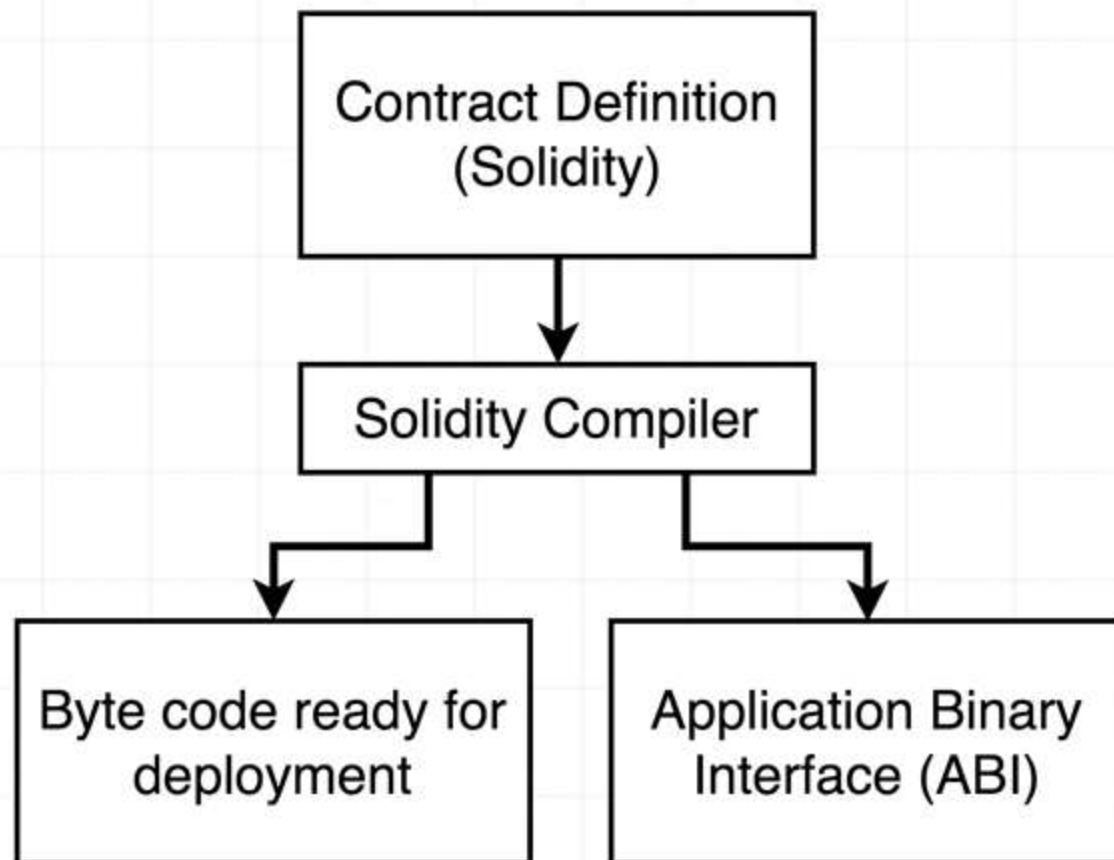 Contract Definition
(Solidity)
Solidity Compiler
Byte code ready for
deployment
Application Binary
Interface (ABI)